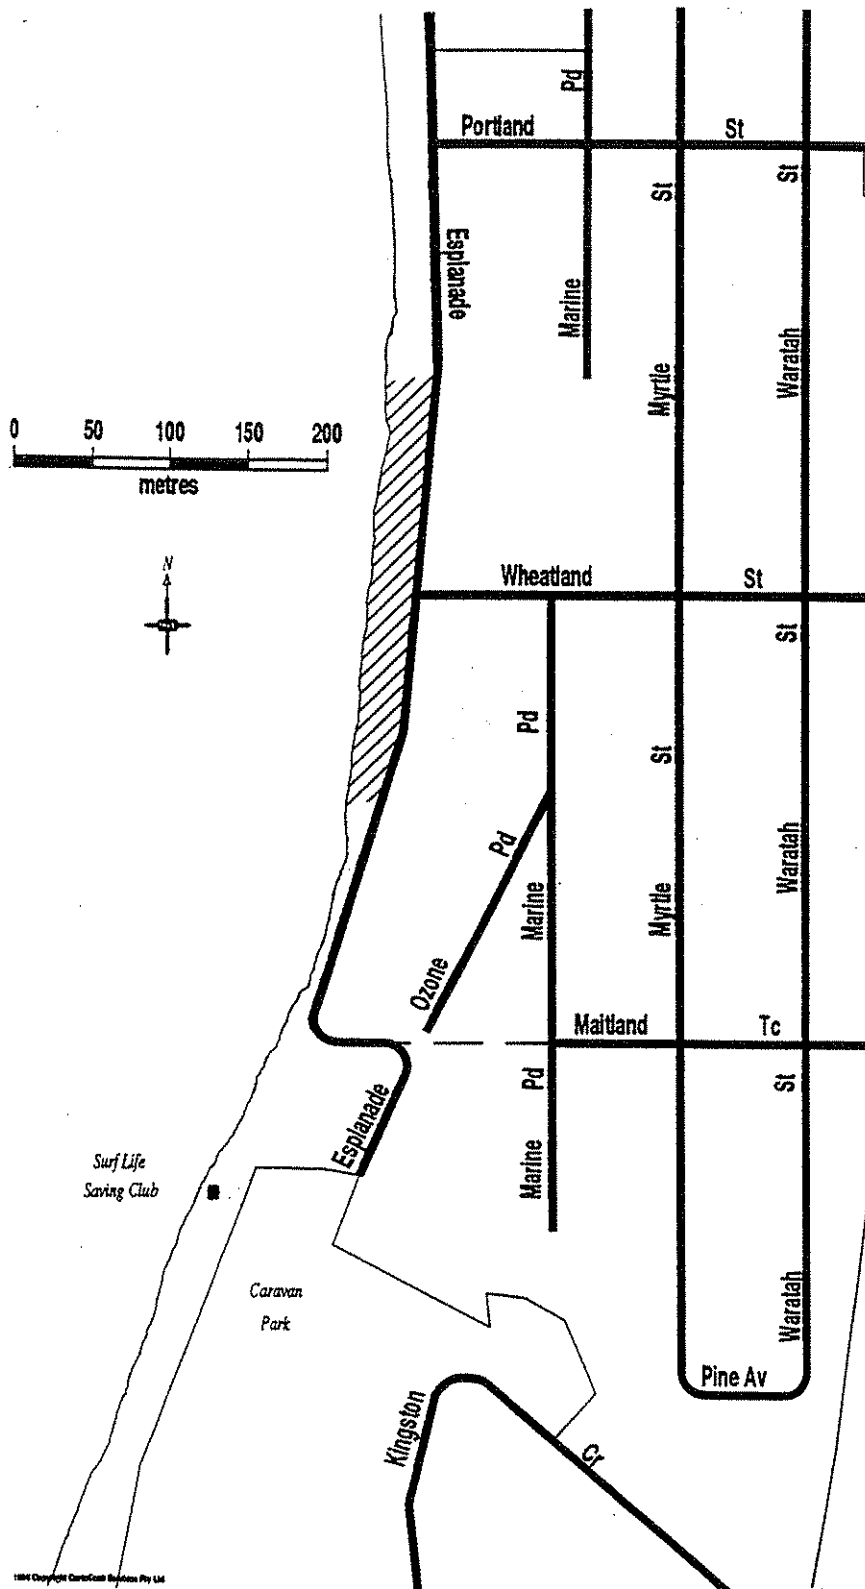 Pd
Portland St
St
St
Esplanade
Marine
Waratah
Myrtle
0 50 100 150 200
metres
N
Wheatland St
St
Pd
St
Pd
Waratah
Marine
Myrtle
Ozone
Maitland Tc
Pd
St
Esplanade
Marine
Surf Life
Saving Club
Caravan
Park
Waratah
Pine Av
Kingston
Cr